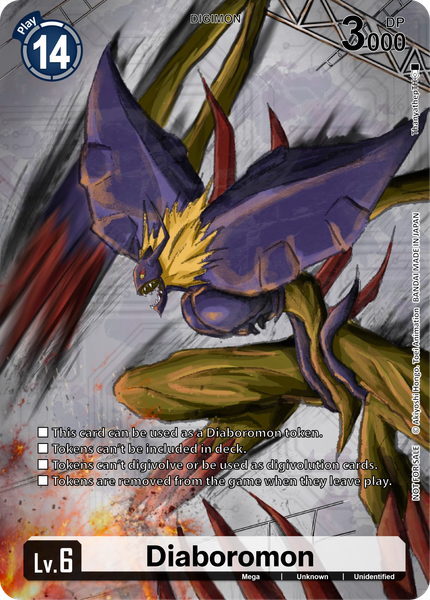 Play
14
DIGIMON
DP
3000
■ This card can be used as a Diaboromon token.
■ Tokens can't be included in deck.
■ Tokens can't digivolve or be used as digivolution cards.
■ Tokens are removed from the game when they leave play.
NOT FOR SALE © Akiyoshi Hongo, Toei Animation BANDAI MADE IN JAPAN
Lv.6
Diaboromon
Mega | Unknown | Unidentified